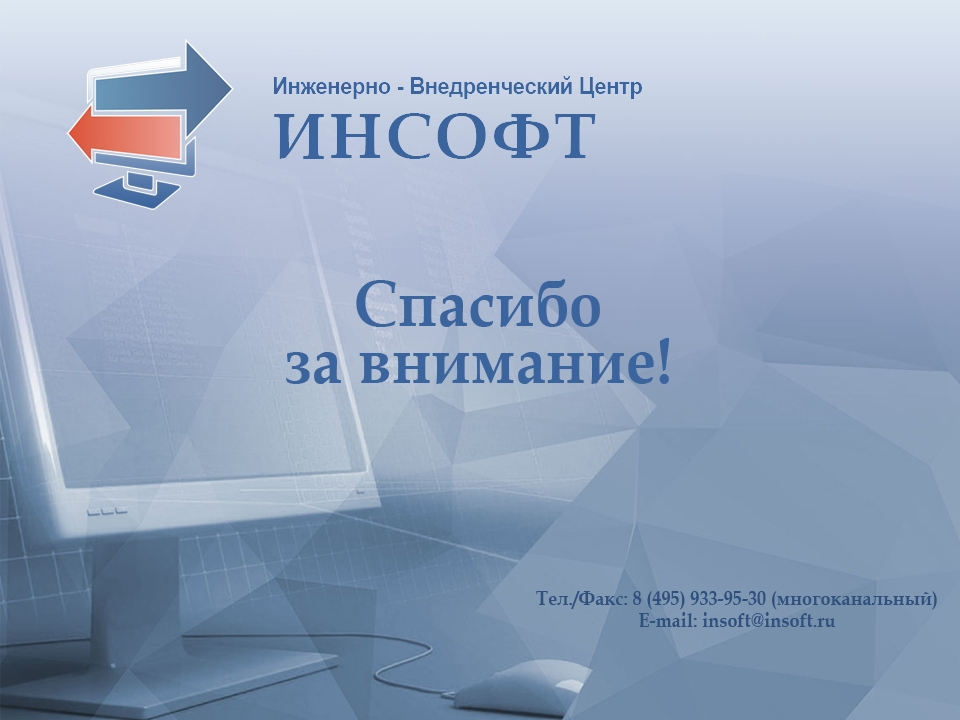 Инженерно - Внедренческий Центр
ИНСОФТ
Спасибо
за внимание!
Тел./Факс: 8 (495) 933-95-30 (многоканальный)
E-mail: insoft@insoft.ru